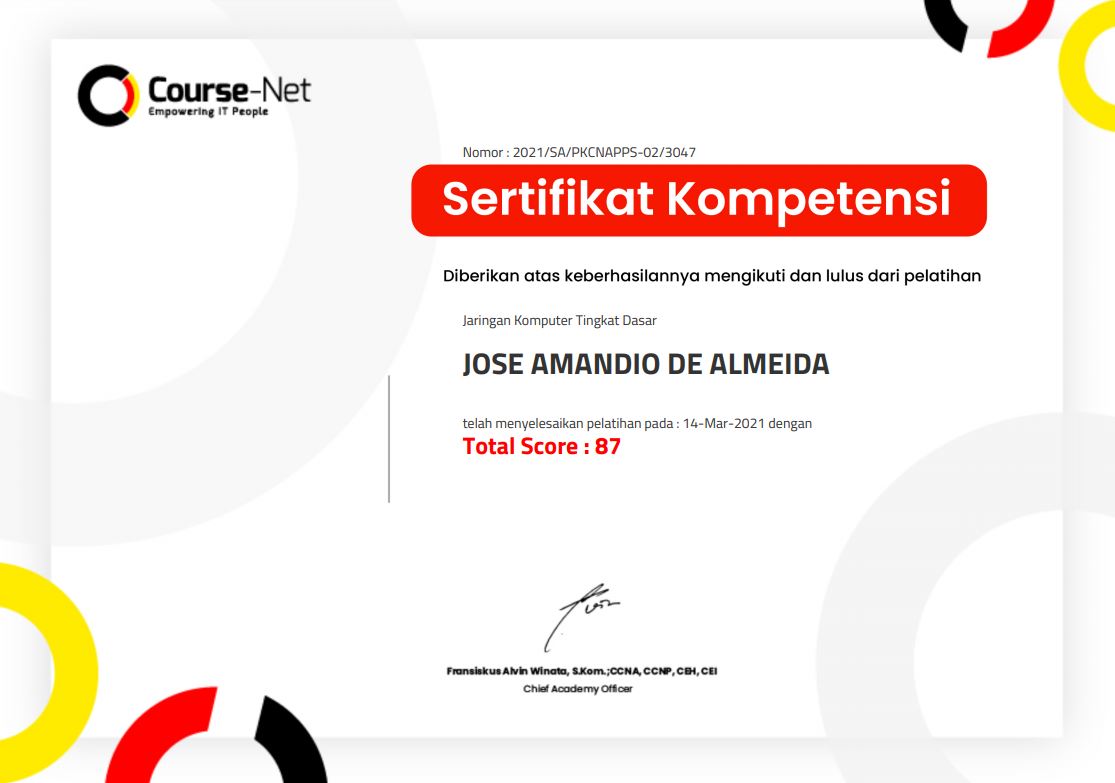 Course-Net
Empowering IT People
Nomor : 2021/SA/PKCNAPPS-02/3047
Sertifikat Kompetensi
Diberikan atas keberhasilannya mengikuti dan lulus dari pelatihan
Jaringan Komputer Tingkat Dasar
JOSE AMANDIO DE ALMEIDA
telah menyelesaikan pelatihan pada : 14-Mar-2021 dengan
Total Score : 87
Fransiskus Alvin Winata, S.Kom.;CCNA, CCNP, CEH, CEI
Chief Academy Officer